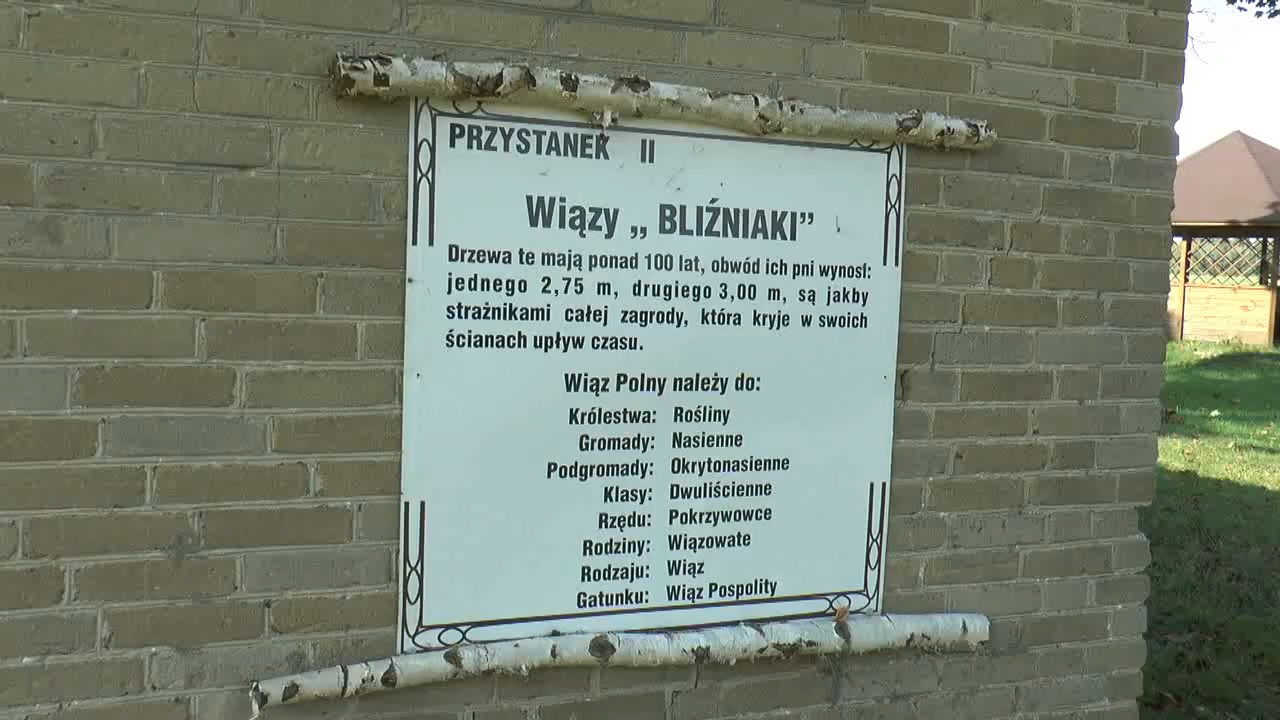 PRZYSTANEK II
Wiązy „ BLIŹNIAKI”
Drzewa te mają ponad 100 lat, obwód ich pni wynosi:
jednego 2,75 m, drugiego 3,00 m, są jakby
strażnikami całej zagrody, która kryje w swoich
ścianach upływ czasu.
Wiąz Polny należy do:
Królestwa: Rośliny
Gromady: Nasienne
Podgromady: Okrytonasienne
Klasy: Dwuliścienne
Rzędu: Pokrzywowce
Rodziny: Wiązowate
Rodzaju: Wiąz
Gatunku: Wiąz Pospolity